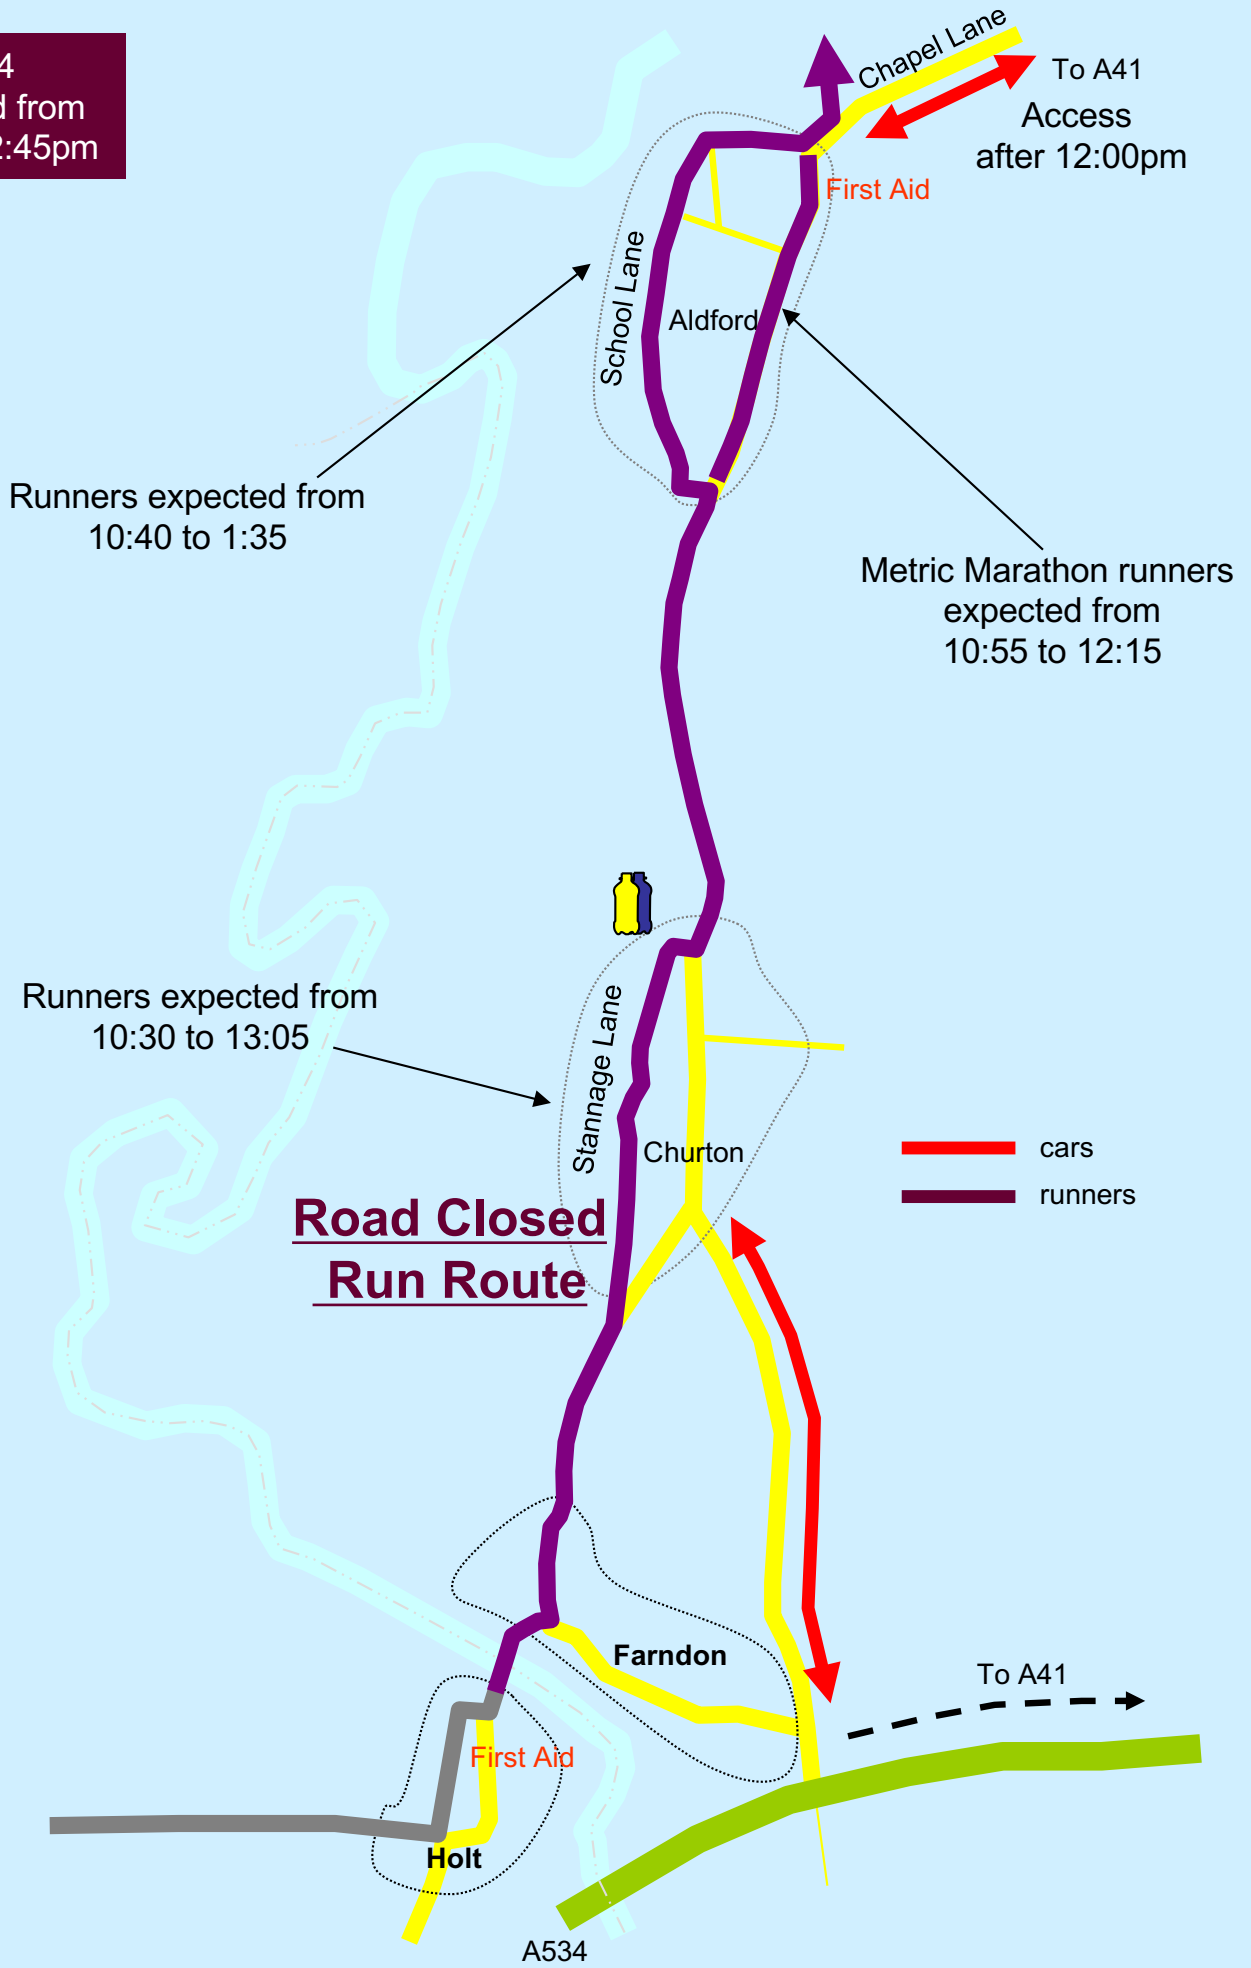 4
d from
2:45pm
Chapel Lane
To A41
Access
after 12:00pm
First Aid
School Lane
Aldford
Runners expected from
10:40 to 1:35
Metric Marathon runners
expected from
10:55 to 12:15
Runners expected from
10:30 to 13:05
Stannage Lane
Churton
cars
runners
Road Closed
Run Route
Farndon
To A41
First Aid
Holt
A534